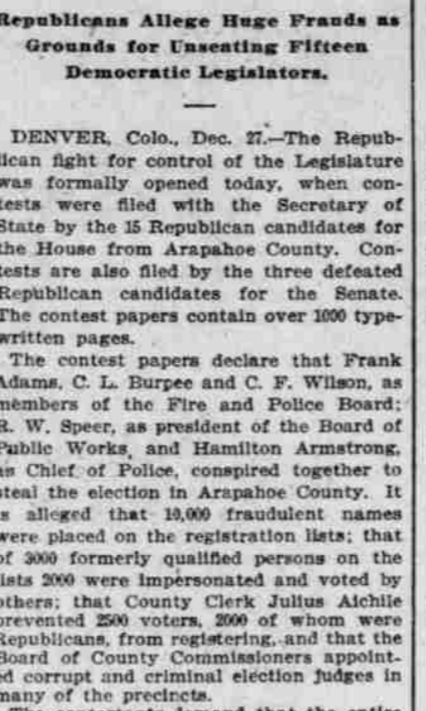 Republicans Allege Huge Frauds as
Grounds for Unseating Fifteen
Democratic Legislators.
DENVER, Colo., Dec. 27.—The Repub-
lican fight for control of the Legislature
was formally opened today, when con-
tests were filed with the Secretary of
State by the 15 Republican candidates for
the House from Arapahoe County. Con-
tests are also filed by the three defeated
Republican candidates for the Senate.
The contest papers contain over 1000 type-
written pages.
The contest papers declare that Frank
Adams, C. L. Burpee and C. F. Wilson, as
members of the Fire and Police Board;
R. W. Speer, as president of the Board of
Public Works, and Hamilton Armstrong,
as Chief of Police, conspired together to
steal the election in Arapahoe County. It
is alleged that 10,000 fraudulent names
were placed on the registration lists; that
of 3000 formerly qualified persons on the
lists 2000 were impersonated and voted by
others; that County Clerk Julius Aichile
prevented 2500 voters, 2000 of whom were
Republicans, from registering, and that the
Board of County Commissioners appoint-
ed corrupt and criminal election judges in
many of the precincts.